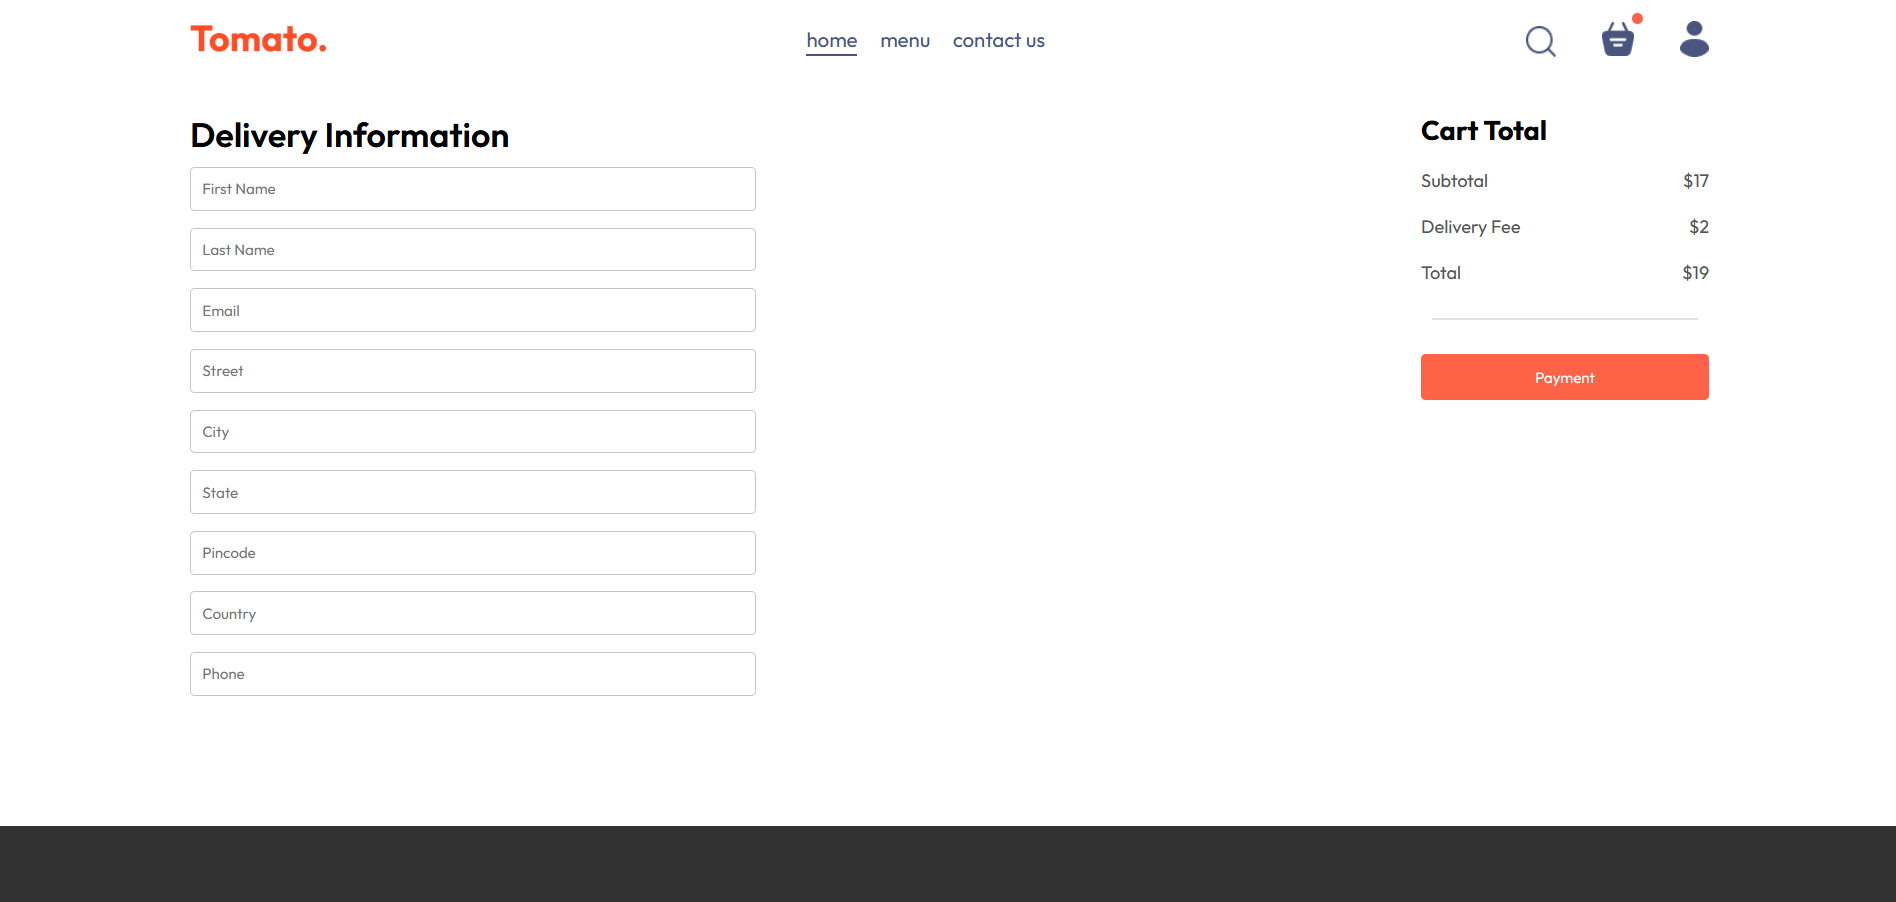 Tomato.
home menu contact us
Delivery Information
First Name
Last Name
Email
Street
City
State
Pincode
Country
Phone
Cart Total
Subtotal $17
Delivery Fee $2
Total $19
Payment